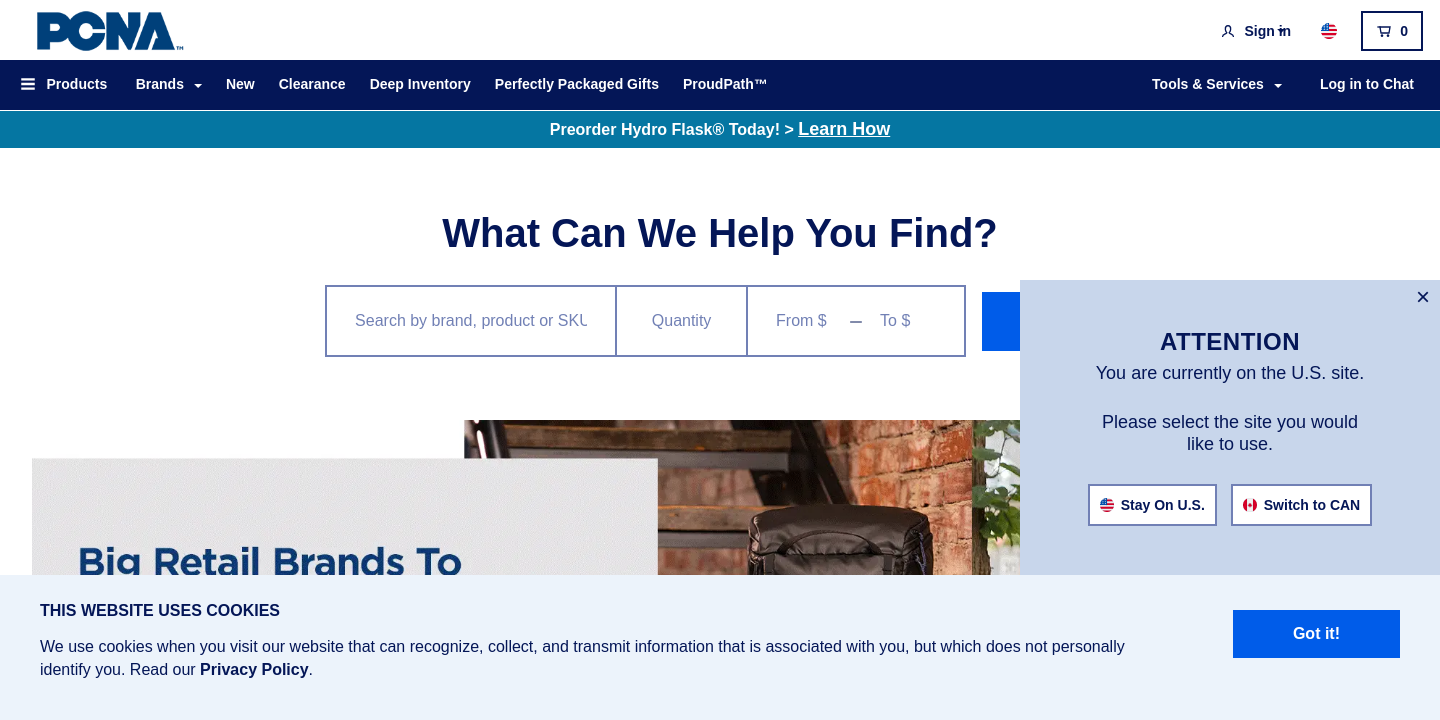 PCNA™
Sign in
0
Products
Brands
New
Clearance
Deep Inventory
Perfectly Packaged Gifts
ProudPath™
Tools & Services
Log in to Chat
Preorder Hydro Flask® Today! > Learn How
What Can We Help You Find?
Search by brand, product or SKU
Quantity
From $
To $
×
ATTENTION
You are currently on the U.S. site.
Please select the site you would
like to use.
Stay On U.S.
Switch to CAN
Big Retail Brands To
THIS WEBSITE USES COOKIES
We use cookies when you visit our website that can recognize, collect, and transmit information that is associated with you, but which does not personally
identify you. Read our Privacy Policy.
Got it!